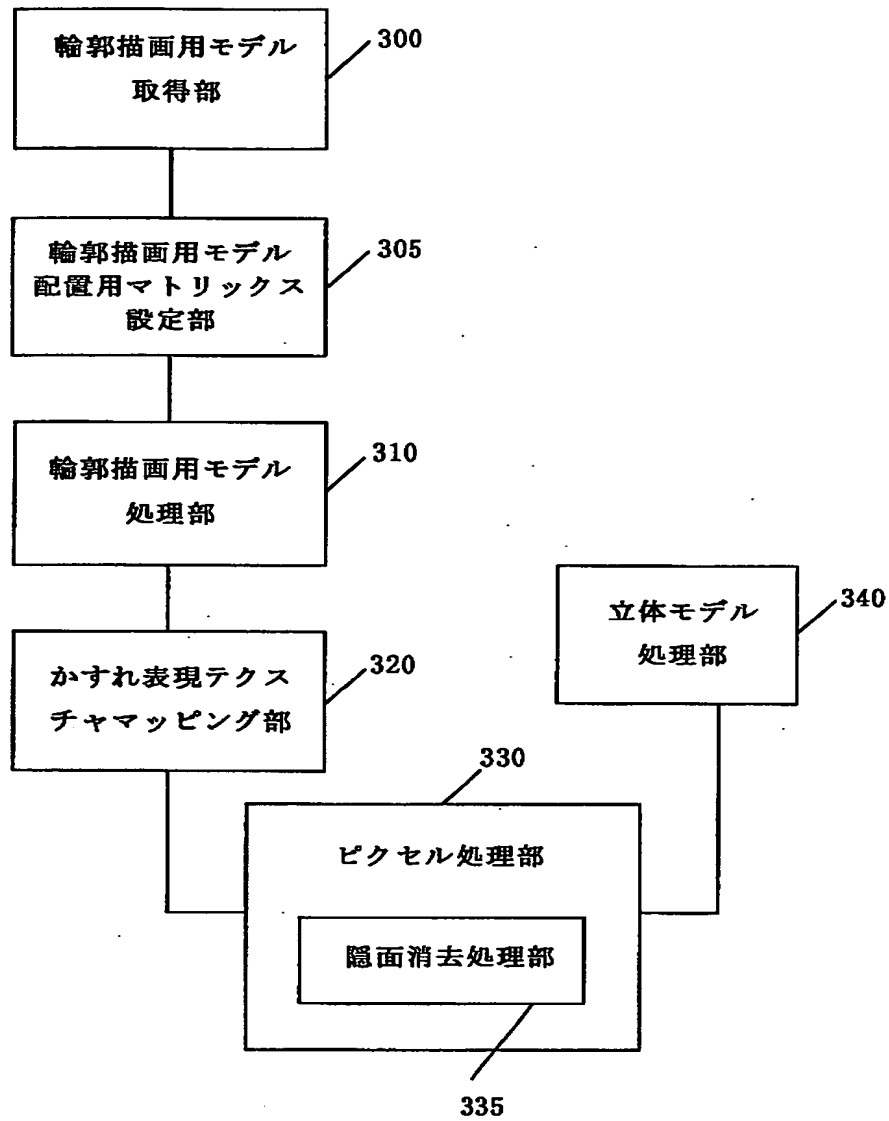 輪郭描画用モデル
取得部
300
輪郭描画用モデル
配置用マトリックス
設定部
305
輪郭描画用モデル
処理部
310
かすれ表現テクス
チャマッピング部
320
立体モデル
処理部
340
330
ピクセル処理部
隠面消去処理部
335